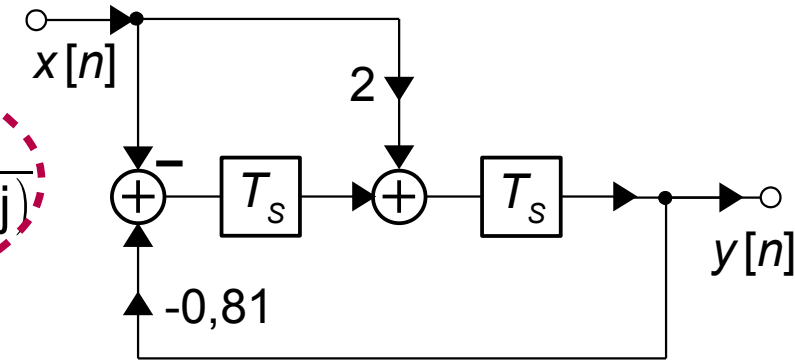 x[n]
2
–
j)
+
T_S
+
T_S
y[n]
-0,81